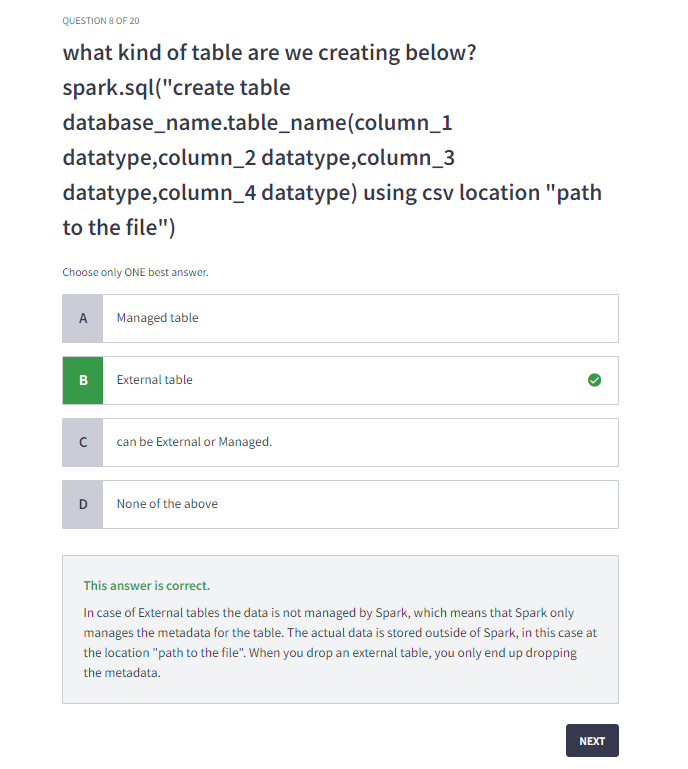 QUESTION 8 OF 20
what kind of table are we creating below?
spark.sql("create table
database_name.table_name(column_1
datatype,column_2 datatype,column_3
datatype,column_4 datatype) using csv location "path
to the file")
Choose only ONE best answer.
A Managed table
B External table
C can be External or Managed.
D None of the above
This answer is correct.
In case of External tables the data is not managed by Spark, which means that Spark only
manages the metadata for the table. The actual data is stored outside of Spark, in this case at
the location "path to the file". When you drop an external table, you only end up dropping
the metadata.
NEXT